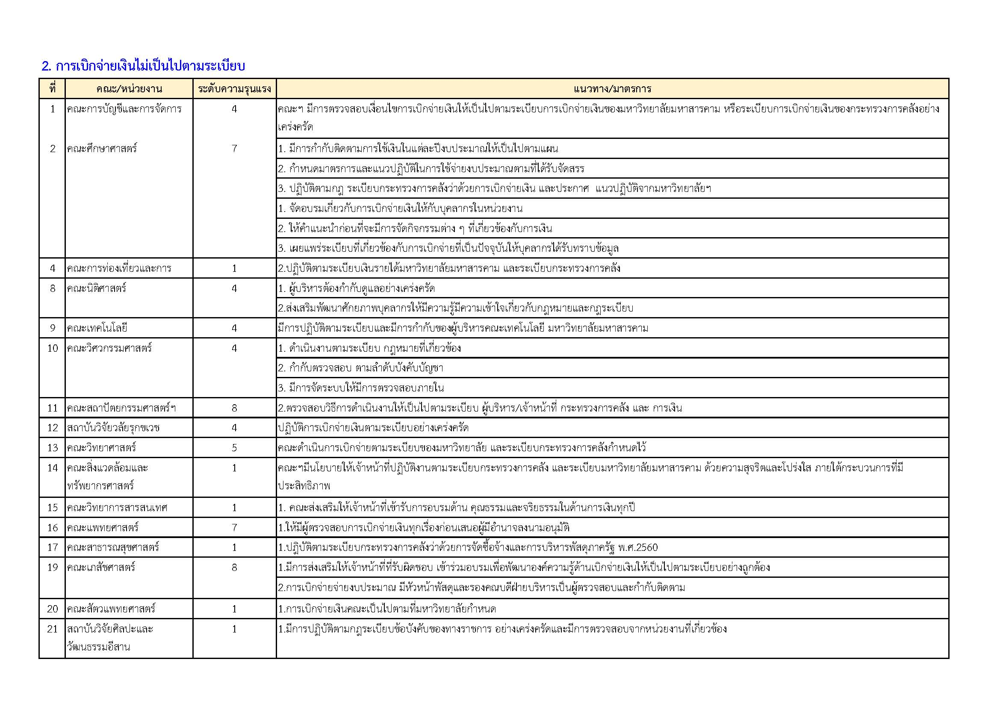 2. การเบิกจ่ายเงินไม่เป็นไปตามระเบียบ
ที่ คณะ/หน่วยงาน ระดับความรุนแรง แนวทาง/มาตรการ
1 คณะการบัญชีและการจัดการ 4 คณะฯ มีการตรวจสอบเงื่อนไขการเบิกจ่ายเงินให้เป็นไปตามระเบียบการเบิกจ่ายเงินของมหาวิทยาลัยมหาสารคาม หรือระเบียบการเบิกจ่ายเงินของกระทรวงการคลังอย่าง
เคร่งครัด
2 คณะศึกษาศาสตร์ 7 1. มีการกำกับติดตามการใช้เงินในแต่ละปีงบประมาณให้เป็นไปตามแผน
2. กำหนดมาตรการและแนวปฏิบัติในการใช้จ่ายงบประมาณตามที่ได้รับจัดสรร
3. ปฏิบัติตามกฎ ระเบียบกระทรวงการคลังว่าด้วยการเบิกจ่ายเงิน และประกาศ แนวปฏิบัติจากมหาวิทยาลัยฯ
1. จัดอบรมเกี่ยวกับการเบิกจ่ายเงินให้กับบุคลากรในหน่วยงาน
2. ให้คำแนะนำก่อนที่จะมีการจัดกิจกรรมต่าง ๆ ที่เกี่ยวข้องกับการเงิน
3. เผยแพร่ระเบียบที่เกี่ยวข้องกับการเบิกจ่ายที่เป็นปัจจุบันให้บุคลากรได้รับทราบข้อมูล
4 คณะการท่องเที่ยวและการ 1 2.ปฏิบัติตามระเบียบเงินรายได้มหาวิทยาลัยมหาสารคาม และระเบียบกระทรวงการคลัง
8 คณะนิติศาสตร์ 4 1. ผู้บริหารต้องกำกับดูแลอย่างเคร่งครัด
2.ส่งเสริมพัฒนาศักยภาพบุคลากรให้มีความรู้มีความเข้าใจเกี่ยวกับกฎหมายและกฎระเบียบ
9 คณะเทคโนโลยี 4 มีการปฏิบัติตามระเบียบและมีการกำกับของผู้บริหารคณะเทคโนโลยี มหาวิทยาลัยมหาสารคาม
10 คณะวิศวกรรมศาสตร์ 4 1. ดำเนินงานตามระเบียบ กฎหมายที่เกี่ยวข้อง
2. กำกับตรวจสอบ ตามลำดับบังคับบัญชา
3. มีการจัดระบบให้มีการตรวจสอบภายใน
11 คณะสถาปัตยกรรมศาสตร์ฯ 8 2.ตรวจสอบวิธีการดำเนินงานให้เป็นไปตามระเบียบ ผู้บริหาร/เจ้าหน้าที่ กระทรวงการคลัง และ การเงิน
12 สถาบันวิจัยวลัยรุกขเวช 4 ปฏิบัติการเบิกจ่ายเงินตามระเบียบอย่างเคร่งครัด
13 คณะวิทยาศาสตร์ 5 คณะดำเนินการเบิกจ่ายตามระเบียบของมหาวิทยาลัย และระเบียบกระทรวงการคลังกำหนดไว้
14 คณะสิ่งแวดล้อมและ 1 คณะฯมีนโยบายให้เจ้าหน้าที่ปฏิบัติงานตามระเบียบกระทรวงการคลัง และระเบียบมหาวิทยาลัยมหาสารคาม ด้วยความสุจริตและโปร่งใส ภายใต้กระบวนการที่มี
ทรัพยากรศาสตร์ ประสิทธิภาพ
15 คณะวิทยาการสารสนเทศ 1 1. คณะส่งเสริมให้เจ้าหน้าที่เข้ารับการอบรมด้าน คุณธรรมและจริยธรรมในด้านการเงินทุกปี
16 คณะแพทยศาสตร์ 7 1.ให้มีผู้ตรวจสอบการเบิกจ่ายเงินทุกเรื่องก่อนเสนอผู้มีอำนาจลงนามอนุมัติ
17 คณะสาธารณสุขศาสตร์ 1 1.ปฎิบัติตามระเบียบกระทรวงการคลังว่าด้วยการจัดซื้อจ้างและการบริหารพัสดุภาครัฐ พ.ศ.2560
19 คณะเภสัชศาสตร์ 8 1.มีการส่งเสริมให้เจ้าหน้าที่ที่รับผิดชอบ เข้าร่วมอบรมเพื่อพัฒนาองค์ความรู้ด้านเบิกจ่ายเงินให้เป็นไปตามระเบียบอย่างถูกต้อง
2.การเบิกจ่ายจ่ายงบประมาณ มีหัวหน้าพัสดุและรองคณบดีฝ่ายบริหารเป็นผู้ตรวจสอบและกำกับติดตาม
20 คณะสัตวแพทยศาสตร์ 1 1.การเบิกจ่ายเงินคณะเป็นไปตามที่มหาวิทยาลัยกำหนด
21 สถาบันวิจัยศิลปะและ 1 1.มีการปฏิบัติตามกฎระเบียบข้อบังคับของทางราชการ อย่างเคร่งครัดและมีการตรวจสอบจากหน่วยงานที่เกี่ยวข้อง
วัฒนธรรมอีสาน